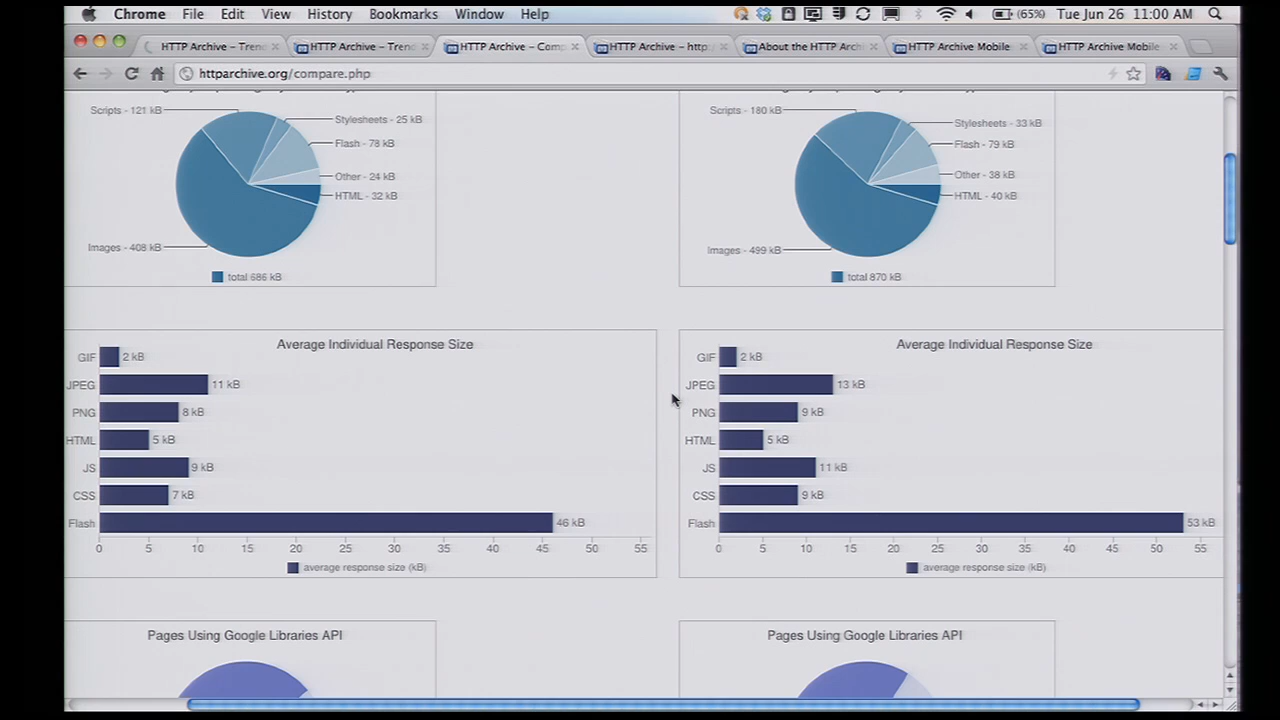 Chrome File Edit View History Bookmarks Window Help (65%) Tue Jun 26 11:00 AM
HTTP Archive – Tren HTTP Archive – Tren HTTP Archive – Com HTTP Archive – http: About the HTTP Arch HTTP Archive Mobile HTTP Archive Mobile
httparchive.org/compare.php
Scripts - 121 kB
Stylesheets - 25 kB
Flash - 78 kB
Other - 24 kB
HTML - 32 kB
Images - 408 kB
total 686 kB
Scripts - 180 kB
Stylesheets - 33 kB
Flash - 79 kB
Other - 38 kB
HTML - 40 kB
Images - 499 kB
total 870 kB
Average Individual Response Size
GIF 2 kB
JPEG 11 kB
PNG 8 kB
HTML 5 kB
JS 9 kB
CSS 7 kB
Flash 46 kB
0 5 10 15 20 25 30 35 40 45 50 55
average response size (kB)
Average Individual Response Size
GIF 2 kB
JPEG 13 kB
PNG 9 kB
HTML 5 kB
JS 11 kB
CSS 9 kB
Flash 53 kB
0 5 10 15 20 25 30 35 40 45 50 55
average response size (kB)
Pages Using Google Libraries API
Pages Using Google Libraries API